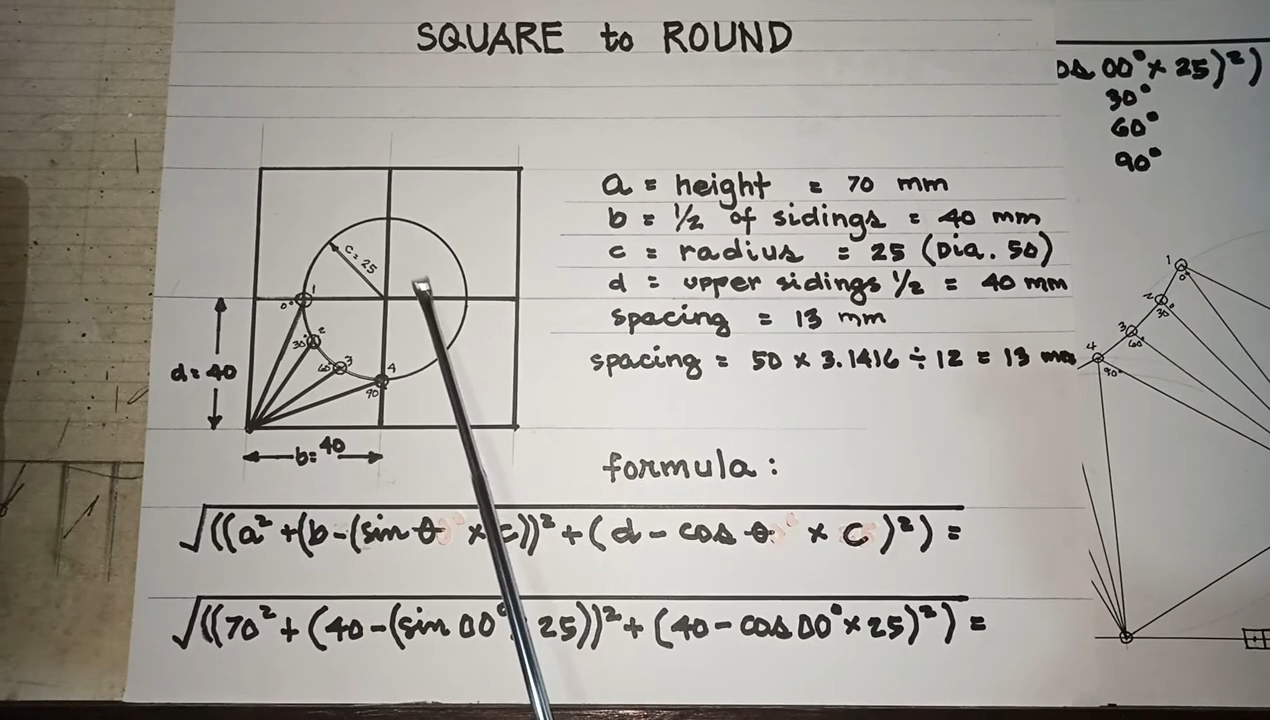 SQUARE to ROUND
os 00° x 25)²)
30°
60°
90°
a = height = 70 mm
b = 1/2 of sidings = 40 mm
c = radius = 25 (Dia. 50)
d = upper sidings 1/2 = 40 mm
spacing = 13 mm
spacing = 50 x 3.1416 ÷ 12 = 13 mm
c = 25
0° 1
30° 2
60° 3
90 4
d = 40
b = 40
1 0°
2 30°
3 60°
4 90°
formula :
√((a² + (b - (sin θ x c))² + (d - cos θ x c)²) =
√((70² + (40 - (sin 00° 25))² + (40 - cos 00° x 25)²) =